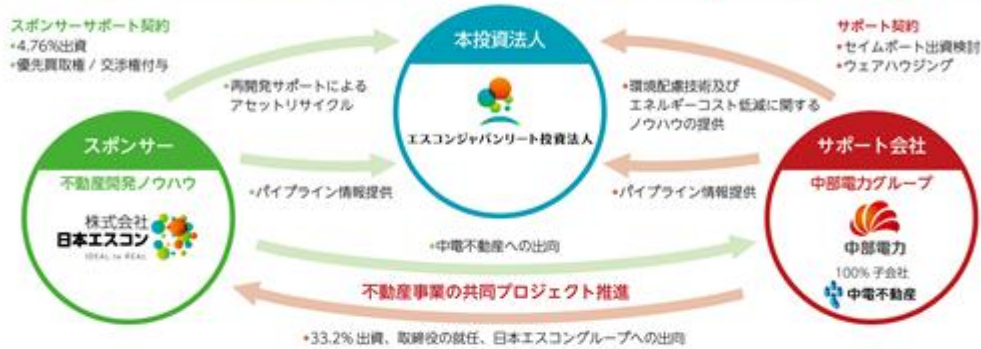 スポンサーサポート契約
•4.76%出資
•優先買取権 / 交渉権付与
本投資法人
エスコンジャパンリート投資法人
サポート契約
•セイムボート出資検討
•ウェアハウジング
•再開発サポートによる
アセットリサイクル
•環境配慮技術及び
エネルギーコスト低減に関する
ノウハウの提供
スポンサー
不動産開発ノウハウ
株式会社
日本エスコン
IDEAL to REAL
•パイプライン情報提供
•パイプライン情報提供
サポート会社
中部電力グループ
中部電力
100% 子会社
中電不動産
•中電不動産への出向
不動産事業の共同プロジェクト推進
•33.2% 出資、取締役の就任、日本エスコングループへの出向